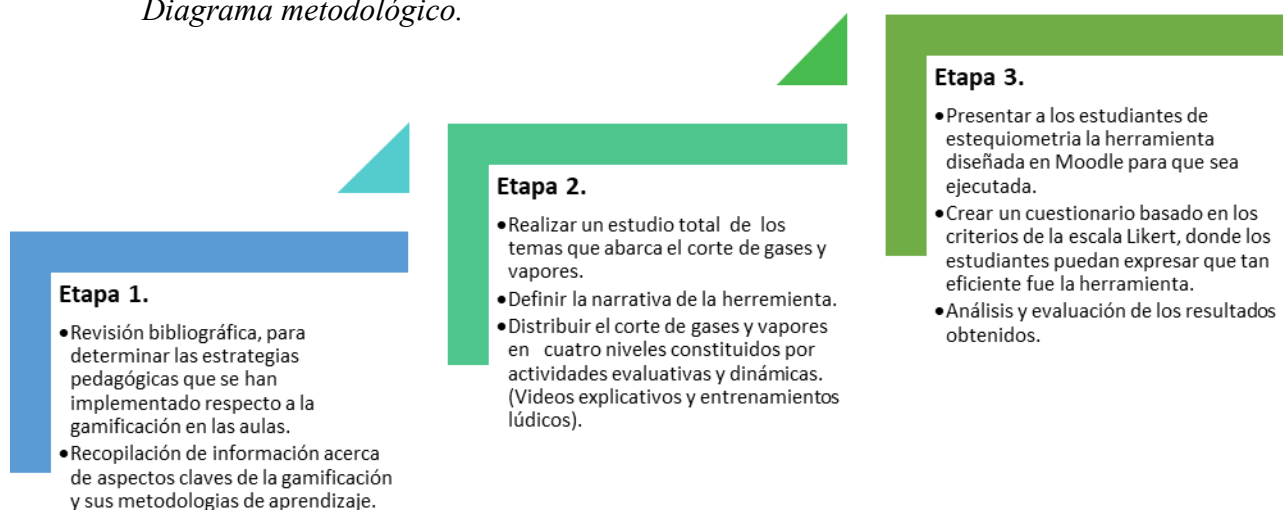 Diagrama metodológico.
Etapa 1.
•Revisión bibliográfica, para
determinar las estrategias
pedagógicas que se han
implementado respecto a la
gamificación en las aulas.
•Recopilación de información acerca
de aspectos claves de la gamificación
y sus metodologias de aprendizaje.
Etapa 2.
•Realizar un estudio total de los
temas que abarca el corte de gases y
vapores.
•Definir la narrativa de la herremienta.
•Distribuir el corte de gases y vapores
en cuatro niveles constituidos por
actividades evaluativas y dinámicas.
(Videos explicativos y entrenamientos
lúdicos).
Etapa 3.
•Presentar a los estudiantes de
estequiometria la herramienta
diseñada en Moodle para que sea
ejecutada.
•Crear un cuestionario basado en los
criterios de la escala Likert, donde los
estudiantes puedan expresar que tan
eficiente fue la herramienta.
•Análisis y evaluación de los resultados
obtenidos.